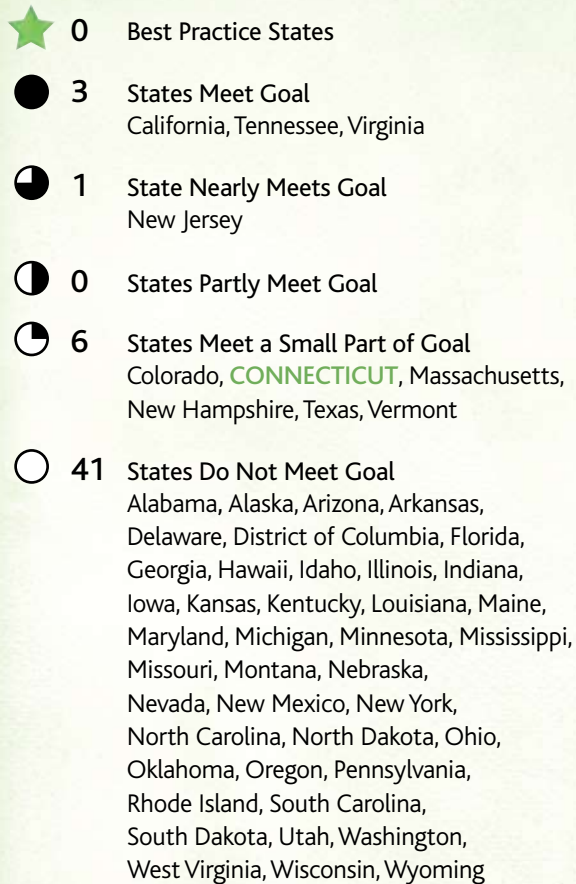 0 Best Practice States
3 States Meet Goal
California, Tennessee, Virginia
1 State Nearly Meets Goal
New Jersey
0 States Partly Meet Goal
6 States Meet a Small Part of Goal
Colorado, CONNECTICUT, Massachusetts,
New Hampshire, Texas, Vermont
41 States Do Not Meet Goal
Alabama, Alaska, Arizona, Arkansas,
Delaware, District of Columbia, Florida,
Georgia, Hawaii, Idaho, Illinois, Indiana,
Iowa, Kansas, Kentucky, Louisiana, Maine,
Maryland, Michigan, Minnesota, Mississippi,
Missouri, Montana, Nebraska,
Nevada, New Mexico, New York,
North Carolina, North Dakota, Ohio,
Oklahoma, Oregon, Pennsylvania,
Rhode Island, South Carolina,
South Dakota, Utah, Washington,
West Virginia, Wisconsin, Wyoming